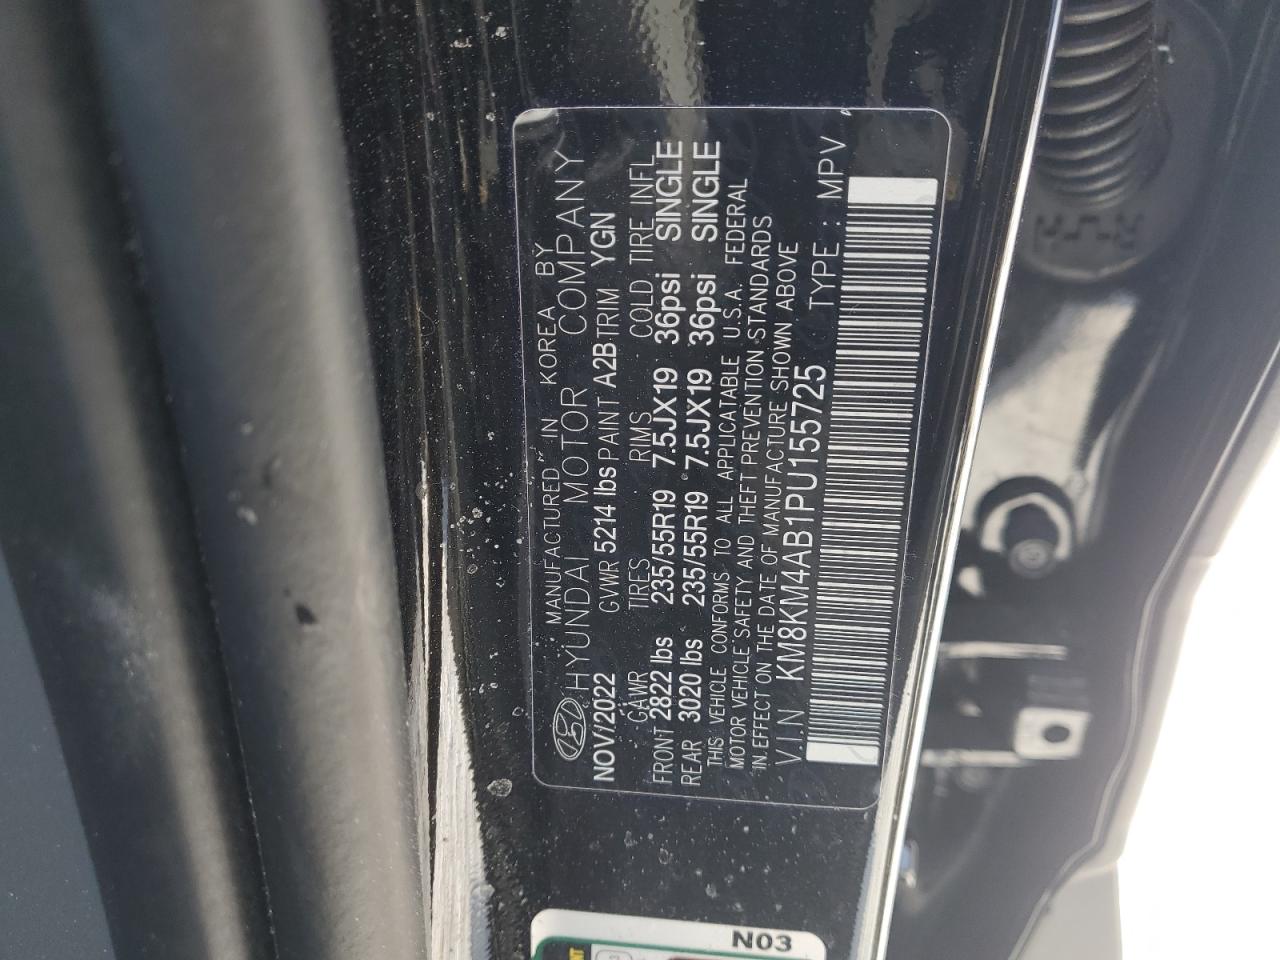 MANUFACTURED IN KOREA BY
HYUNDAI MOTOR COMPANY
NOV/2022 GVWR 5214 lbs PAINT A2B TRIM YGN
GAWR TIRES RIMS COLD TIRE INFL
FRONT 2822 lbs 235/55R19 7.5JX19 36psi SINGLE
REAR 3020 lbs 235/55R19 7.5JX19 36psi SINGLE
THIS VEHICLE CONFORMS TO ALL APPLICATABLE U.S.A. FEDERAL
MOTOR VEHICLE SAFETY AND THEFT PREVENTION STANDARDS
IN EFFECT ON THE DATE OF MANUFACTURE SHOWN ABOVE
V.I.N KM8KM4AB1PU155725 TYPE : MPV
N03